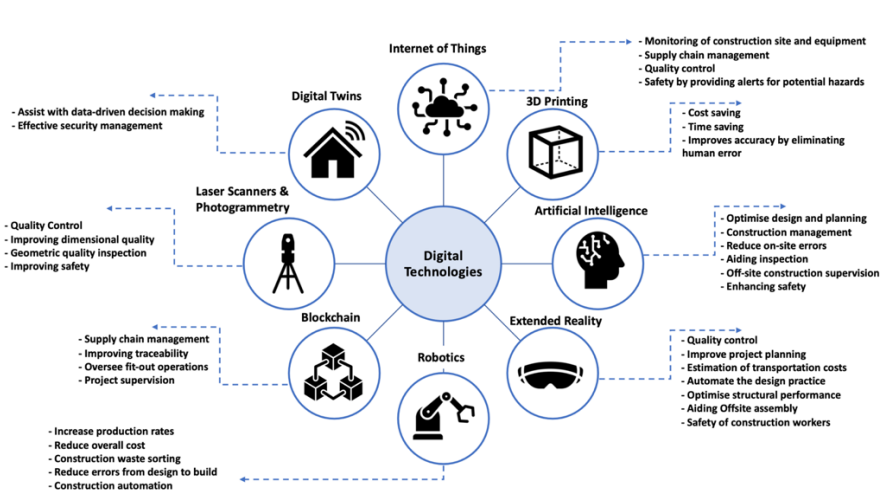 Internet of Things
- Monitoring of construction site and equipment
- Supply chain management
- Quality control
- Safety by providing alerts for potential hazards
Digital Twins
- Assist with data-driven decision making
- Effective security management
3D Printing
- Cost saving
- Time saving
- Improves accuracy by eliminating
human error
Laser Scanners &
Photogrammetry
- Quality Control
- Improving dimensional quality
- Geometric quality inspection
- Improving safety
Artificial Intelligence
- Optimise design and planning
- Construction management
- Reduce on-site errors
- Aiding inspection
- Off-site construction supervision
- Enhancing safety
Digital
Technologies
Blockchain
- Supply chain management
- Improving traceability
- Oversee fit-out operations
- Project supervision
Extended Reality
- Quality control
- Improve project planning
- Estimation of transportation costs
- Automate the design practice
- Optimise structural performance
- Aiding Offsite assembly
- Safety of construction workers
Robotics
- Increase production rates
- Reduce overall cost
- Construction waste sorting
- Reduce errors from design to build
- Construction automation